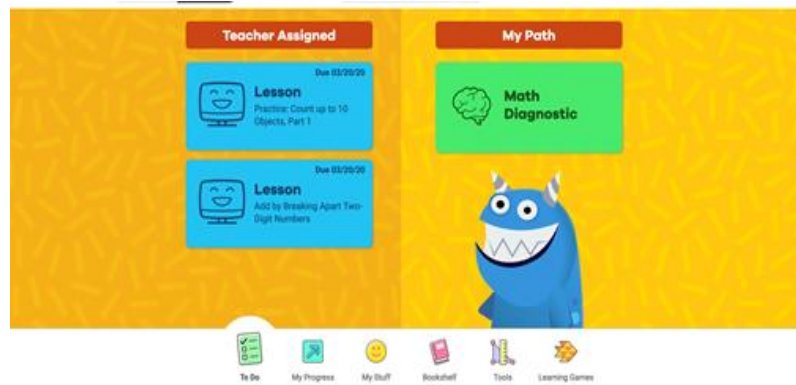 Teacher Assigned
Due 03/20/20
Lesson
Practice: Count up to 10
Objects, Part 1
Due 03/20/20
Lesson
Add by Breaking Apart Two-
Digit Numbers
My Path
Math
Diagnostic
To Do
My Progress
My Stuff
Bookshelf
Tools
Learning Games